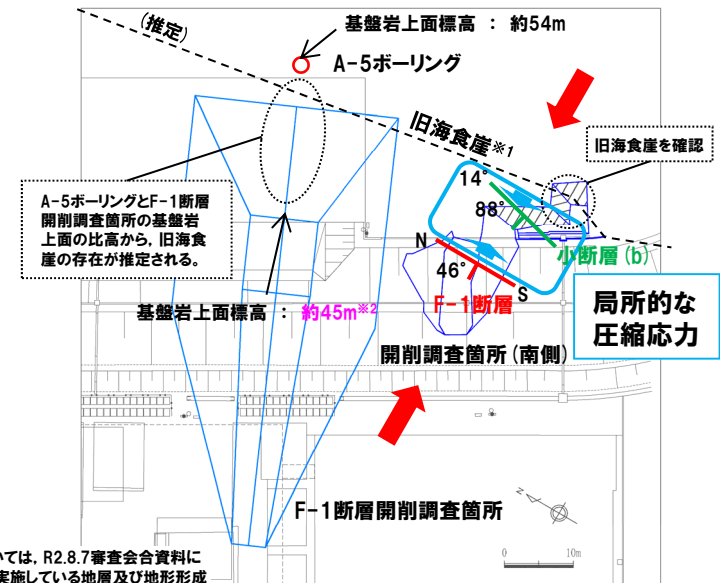 (推定)
基盤岩上面標高 : 約54m
A-5ボーリング
旧海食崖※1
旧海食崖を確認
A-5ボーリングとF-1断層
開削調査箇所の基盤岩
上面の比高から, 旧海食
崖の存在が推定される。
14°
88°
N
46°
S
小断層(b)
F-1断層
基盤岩上面標高 : 約45m※2
局所的な
圧縮応力
開削調査箇所(南側)
F-1断層開削調査箇所
N
0 10m
いては, R2.8.7審査会合資料に
実施している地層及び地形形成